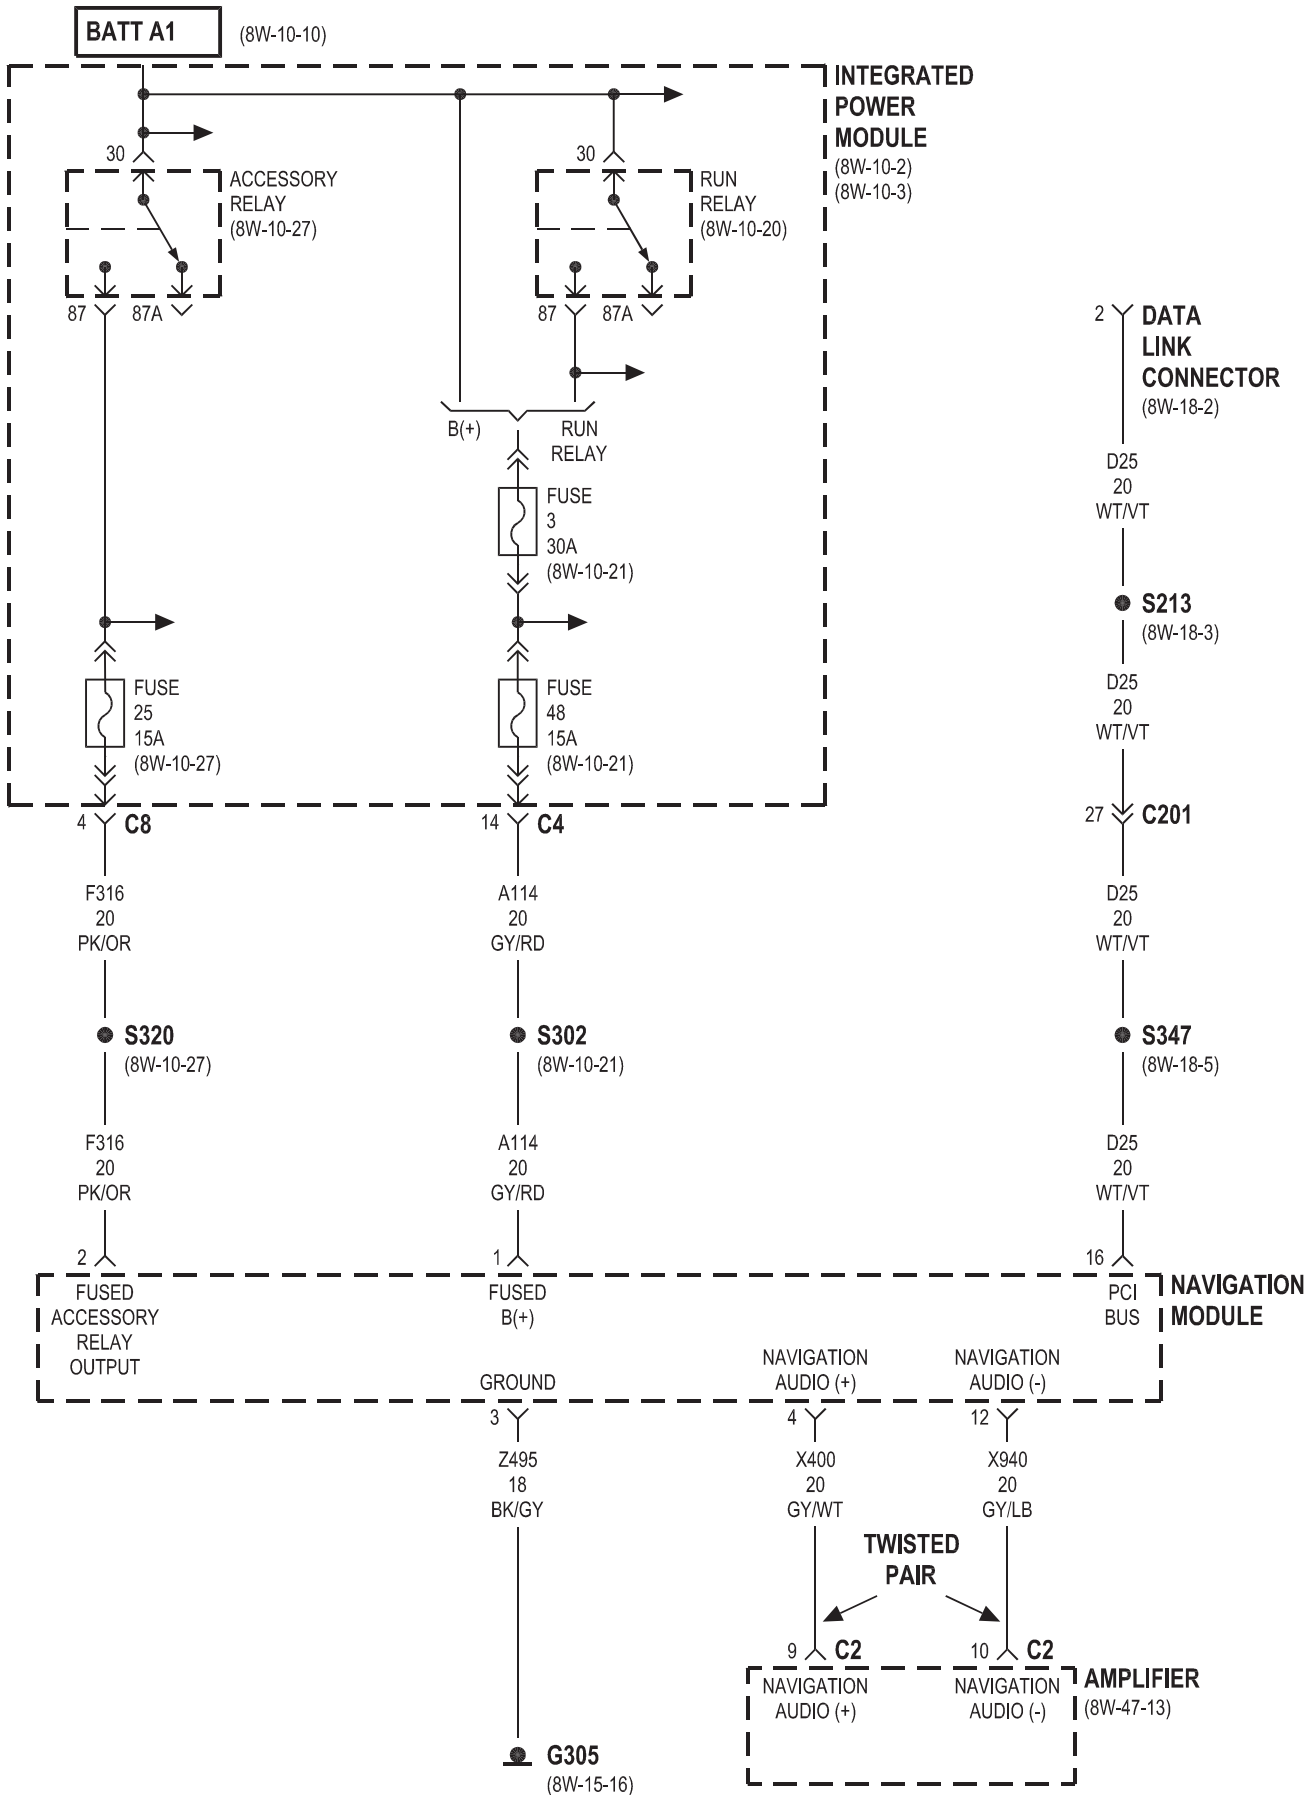 BATT A1 (8W-10-10)
INTEGRATED
POWER
MODULE
(8W-10-2)
(8W-10-3)
30
ACCESSORY
RELAY
(8W-10-27)
87 87A
30
RUN
RELAY
(8W-10-20)
87 87A
B(+)
RUN
RELAY
FUSE
3
30A
(8W-10-21)
FUSE
25
15A
(8W-10-27)
FUSE
48
15A
(8W-10-21)
2 DATA
LINK
CONNECTOR
(8W-18-2)
D25
20
WT/VT
S213
(8W-18-3)
D25
20
WT/VT
4 C8
14 C4
27 C201
F316
20
PK/OR
A114
20
GY/RD
D25
20
WT/VT
S320
(8W-10-27)
S302
(8W-10-21)
S347
(8W-18-5)
F316
20
PK/OR
A114
20
GY/RD
D25
20
WT/VT
2
1
16
NAVIGATION
MODULE
FUSED
ACCESSORY
RELAY
OUTPUT
FUSED
B(+)
PCI
BUS
GROUND
NAVIGATION
AUDIO (+)
NAVIGATION
AUDIO (-)
3
4
12
Z495
18
BK/GY
X400
20
GY/WT
X940
20
GY/LB
TWISTED
PAIR
9 C2
10 C2
AMPLIFIER
(8W-47-13)
NAVIGATION
AUDIO (+)
NAVIGATION
AUDIO (-)
G305
(8W-15-16)